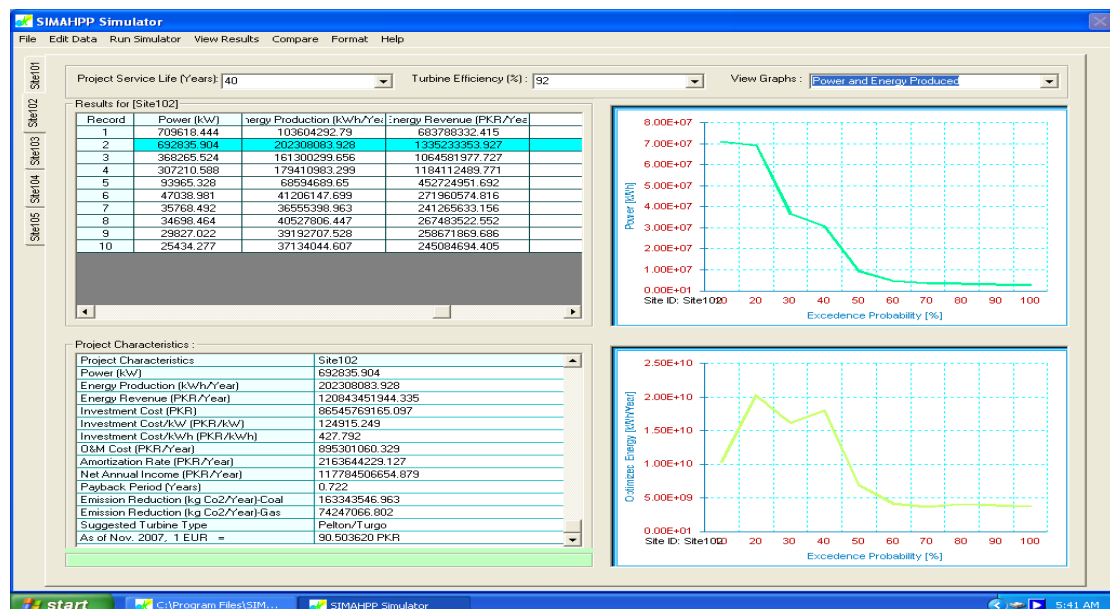 SIMAHPP Simulator
File Edit Data Run Simulator View Results Compare Format Help
Site101
Site102
Site103
Site104
Site105
Project Service Life (Years): 40 Turbine Efficiency (%) : 92 View Graphs : Power and Energy Produced
Results for [Site102]
Record Power (kW) nergy Production (kWh/Yea Energy Revenue (PKR/Yea
1 709618.444 103604292.79 683788332.415
2 692835.904 202308083.928 1335233353.927
3 368265.524 161300299.656 1064581977.727
4 307210.588 179410983.299 1184112489.771
5 93965.328 68594689.65 452724951.692
6 47038.981 41206147.699 271960574.816
7 35768.492 36555398.963 241265633.156
8 34698.464 40527806.447 267483522.552
9 29827.022 39192707.528 258671869.686
10 25434.277 37134044.607 245084694.405
Power [kWh]
8.00E+07
7.00E+07
6.00E+07
5.00E+07
4.00E+07
3.00E+07
2.00E+07
1.00E+07
0.00E+01
Site ID: Site102 20 30 40 50 60 70 80 90 100
Excedence Probability [%]
Project Characteristics :
Project Characteristics Site102
Power (kW) 692835.904
Energy Production (kWh/Year) 202308083.928
Energy Revenue (PKR/Year) 120843451944.335
Investment Cost (PKR) 86545769165.097
Investment Cost/kW (PKR/kW) 124915.249
Investment Cost/kWh (PKR/kWh) 427.792
O&M Cost (PKR/Year) 895301060.329
Amortization Rate (PKR/Year) 2163644229.127
Net Annual Income (PKR/Year) 117784506654.879
Payback Period (Years) 0.722
Emission Reduction (kg Co2/Year)-Coal 163343546.963
Emission Reduction (kg Co2/Year)-Gas 74247066.802
Suggested Turbine Type Pelton/Turgo
As of Nov. 2007, 1 EUR = 90.503620 PKR
Optimized Energy [kWh/Year]
2.50E+10
2.00E+10
1.50E+10
1.00E+10
5.00E+09
0.00E+01
Site ID: Site102 20 30 40 50 60 70 80 90 100
Excedence Probability [%]
start C:\Program Files\SIM... SIMAHPP Simulator 5:41 AM